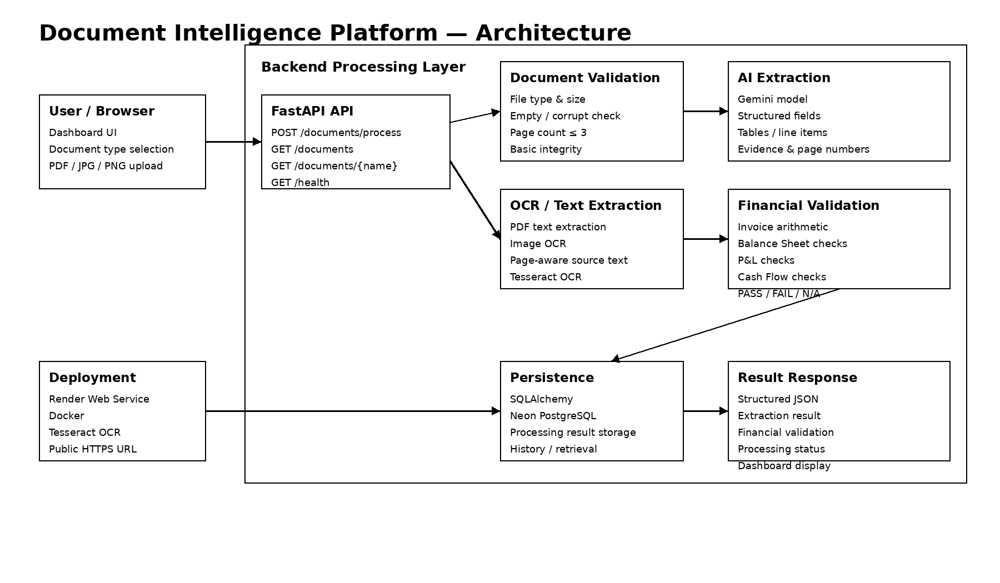 Document Intelligence Platform — Architecture
Backend Processing Layer
User / Browser
Dashboard UI
Document type selection
PDF / JPG / PNG upload
FastAPI API
POST /documents/process
GET /documents
GET /documents/{name}
GET /health
Document Validation
File type & size
Empty / corrupt check
Page count ≤ 3
Basic integrity
AI Extraction
Gemini model
Structured fields
Tables / line items
Evidence & page numbers
OCR / Text Extraction
PDF text extraction
Image OCR
Page-aware source text
Tesseract OCR
Financial Validation
Invoice arithmetic
Balance Sheet checks
P&L checks
Cash Flow checks
PASS / FAIL / N/A
Deployment
Render Web Service
Docker
Tesseract OCR
Public HTTPS URL
Persistence
SQLAlchemy
Neon PostgreSQL
Processing result storage
History / retrieval
Result Response
Structured JSON
Extraction result
Financial validation
Processing status
Dashboard display